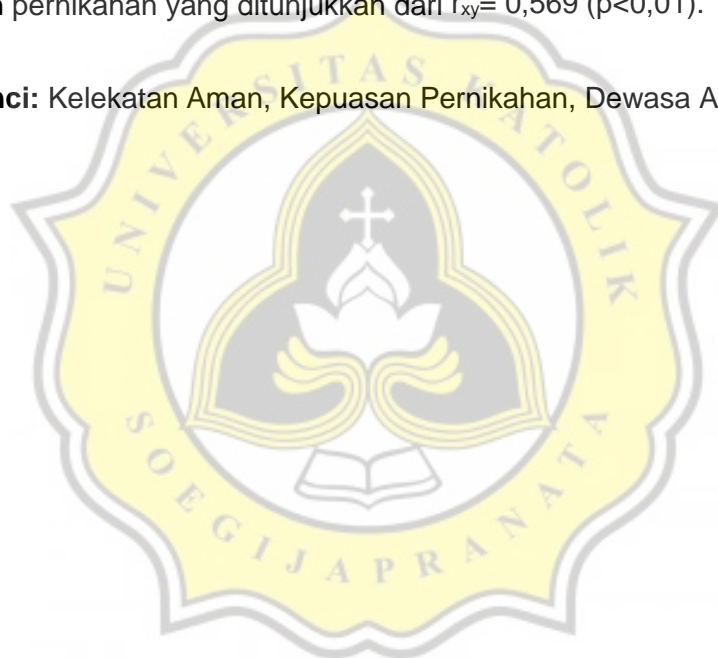 pernikahan yang ditunjukkan dari rxy= 0,569 (p<0,01).
nci: Kelekatan Aman, Kepuasan Pernikahan, Dewasa A
UNIVERSITAS KATOLIK
SOEGIJAPRANATA